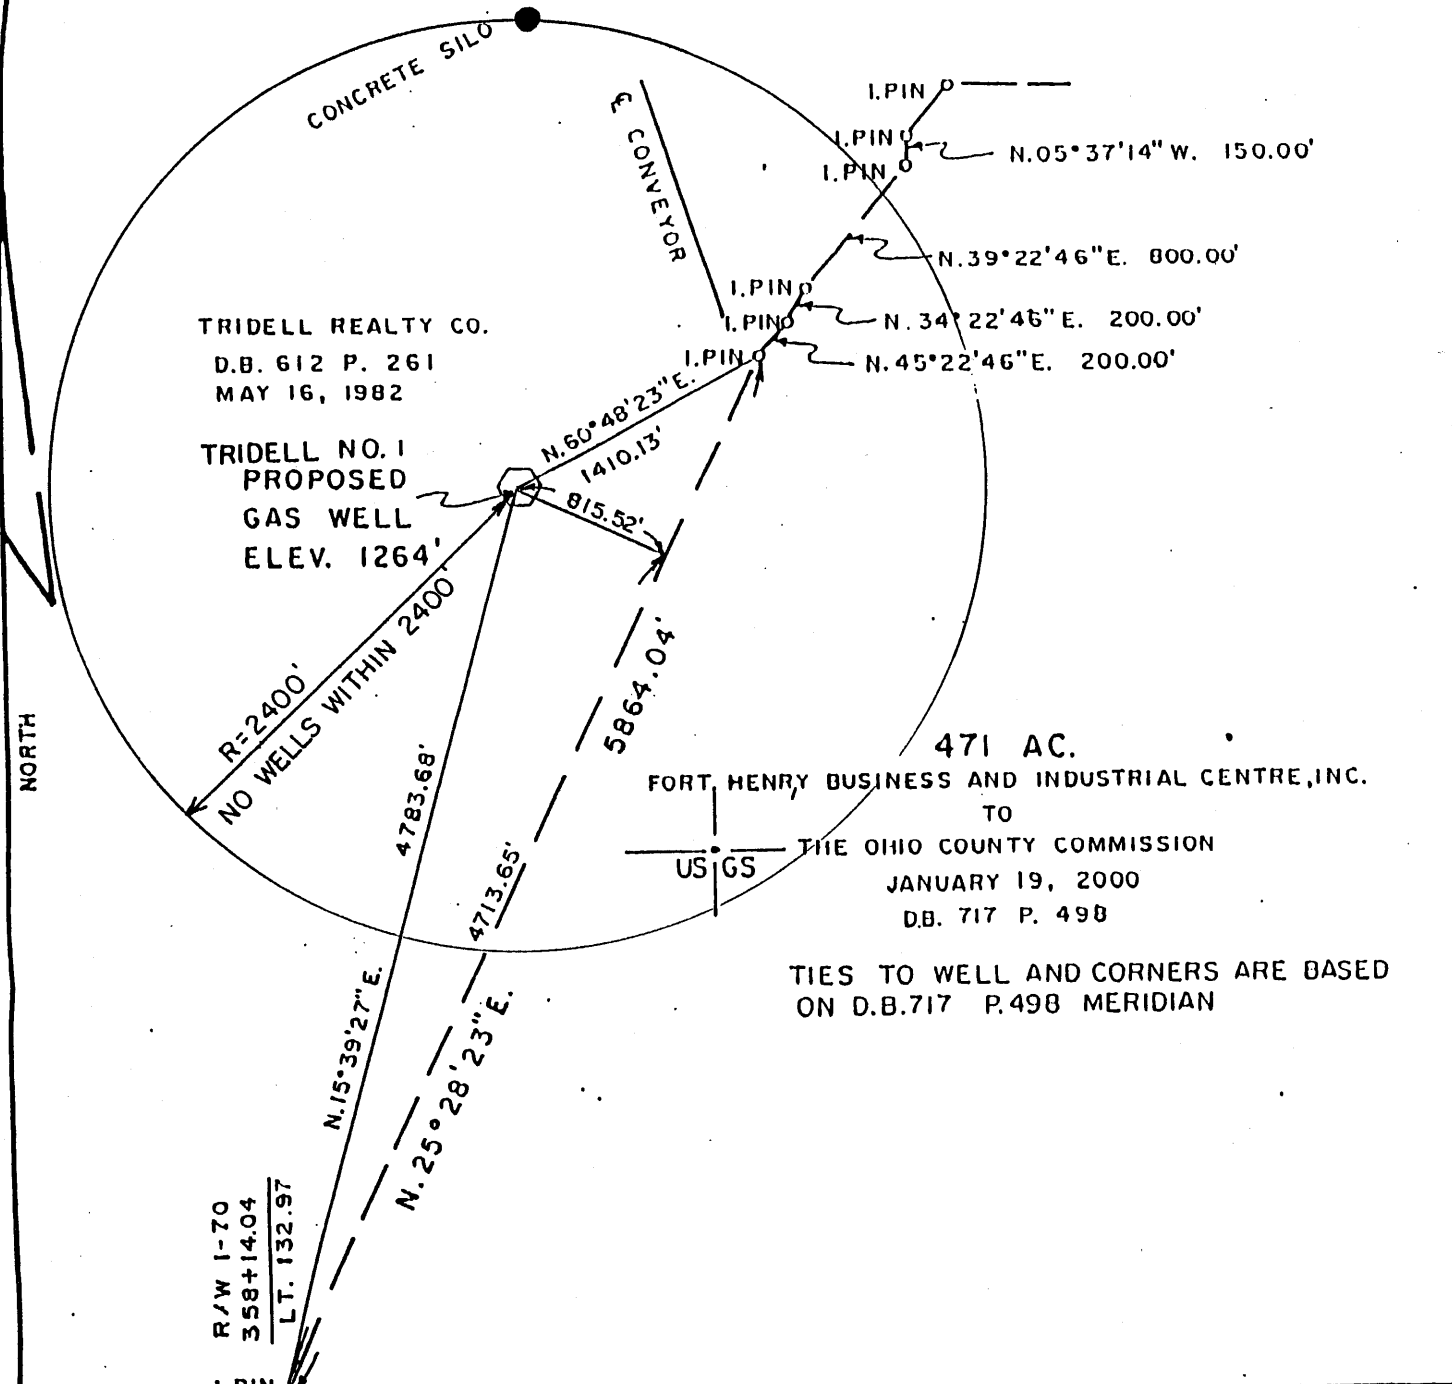 CONCRETE SILO
℄ CONVEYOR
I.PIN
I.PIN
I.PIN
N.05°37'14"W. 150.00'
N.39°22'46"E. 800.00'
I.PIN
I.PIN
N.34°22'46"E. 200.00'
I.PIN
N.45°22'46"E. 200.00'
TRIDELL REALTY CO.
D.B. 612 P. 261
MAY 16, 1982
TRIDELL NO. 1
PROPOSED
GAS WELL
ELEV. 1264'
N.60°48'23"E.
1410.13'
815.52'
R=2400'
NO WELLS WITHIN 2400'
5864.04'
4783.68'
4713.65'
NORTH
471 AC.
FORT HENRY BUSINESS AND INDUSTRIAL CENTRE, INC.
TO
THE OHIO COUNTY COMMISSION
JANUARY 19, 2000
D.B. 717 P. 498
US GS
TIES TO WELL AND CORNERS ARE BASED
ON D.B.717 P.498 MERIDIAN
N.15°39'27"E.
N.25°28'23"E.
R/W I-70
358+14.04
LT. 132.97
I.PIN